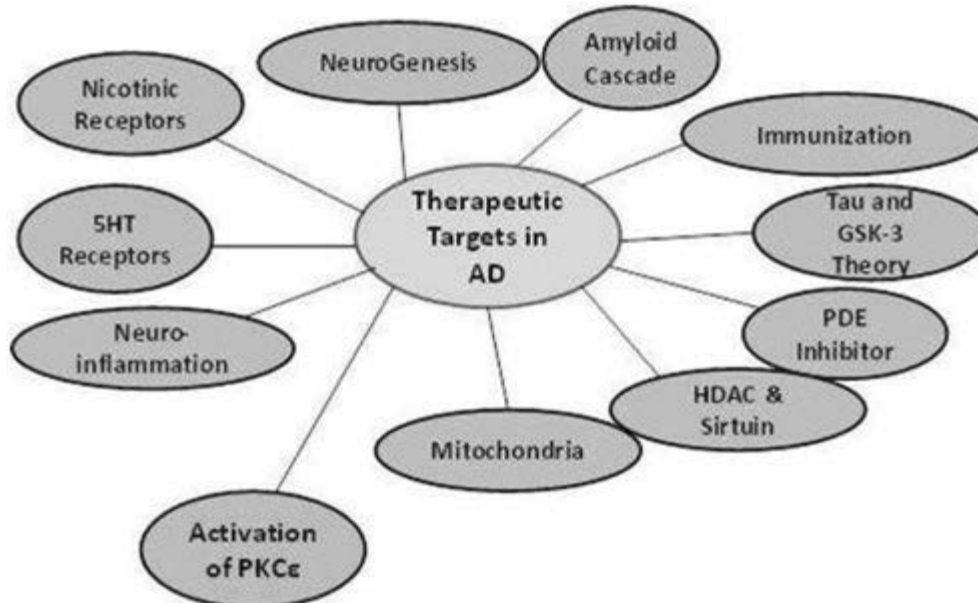 NeuroGenesis
Amyloid
Cascade
Nicotinic
Receptors
Immunization
Therapeutic
Targets in
AD
Tau and
GSK-3
Theory
5HT
Receptors
PDE
Inhibitor
Neuro-
inflammation
HDAC &
Sirtuin
Mitochondria
Activation
of PKCε